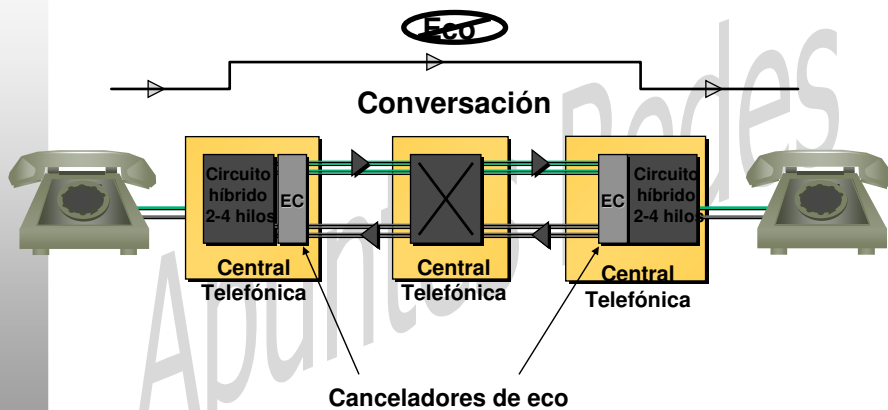 Eco
Conversación
Circuito
híbrido
2-4 hilos
EC
EC
Circuito
híbrido
2-4 hilos
Central
Telefónica
Central
Telefónica
Central
Telefónica
Canceladores de eco
Apuntes Redes